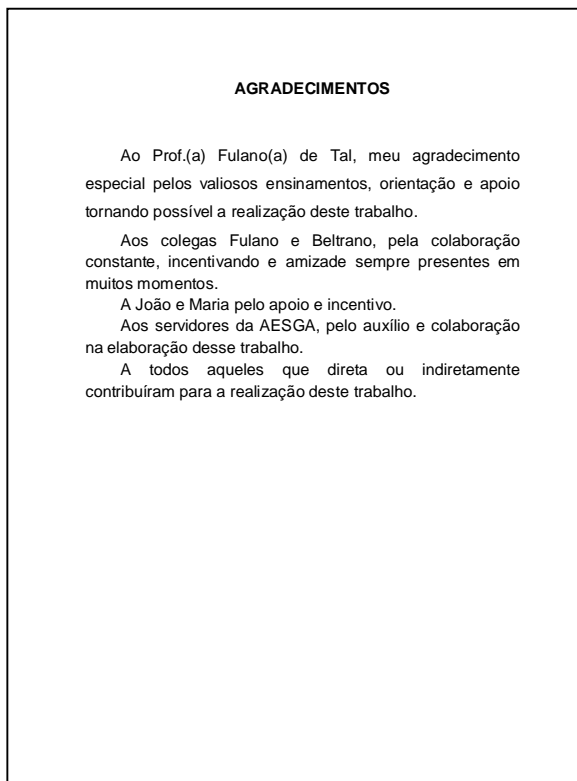 AGRADECIMENTOS
Ao Prof.(a) Fulano(a) de Tal, meu agradecimento
especial pelos valiosos ensinamentos, orientação e apoio
tornando possível a realização deste trabalho.
Aos colegas Fulano e Beltrano, pela colaboração
constante, incentivando e amizade sempre presentes em
muitos momentos.
A João e Maria pelo apoio e incentivo.
Aos servidores da AESGA, pelo auxílio e colaboração
na elaboração desse trabalho.
A todos aqueles que direta ou indiretamente
contribuíram para a realização deste trabalho.